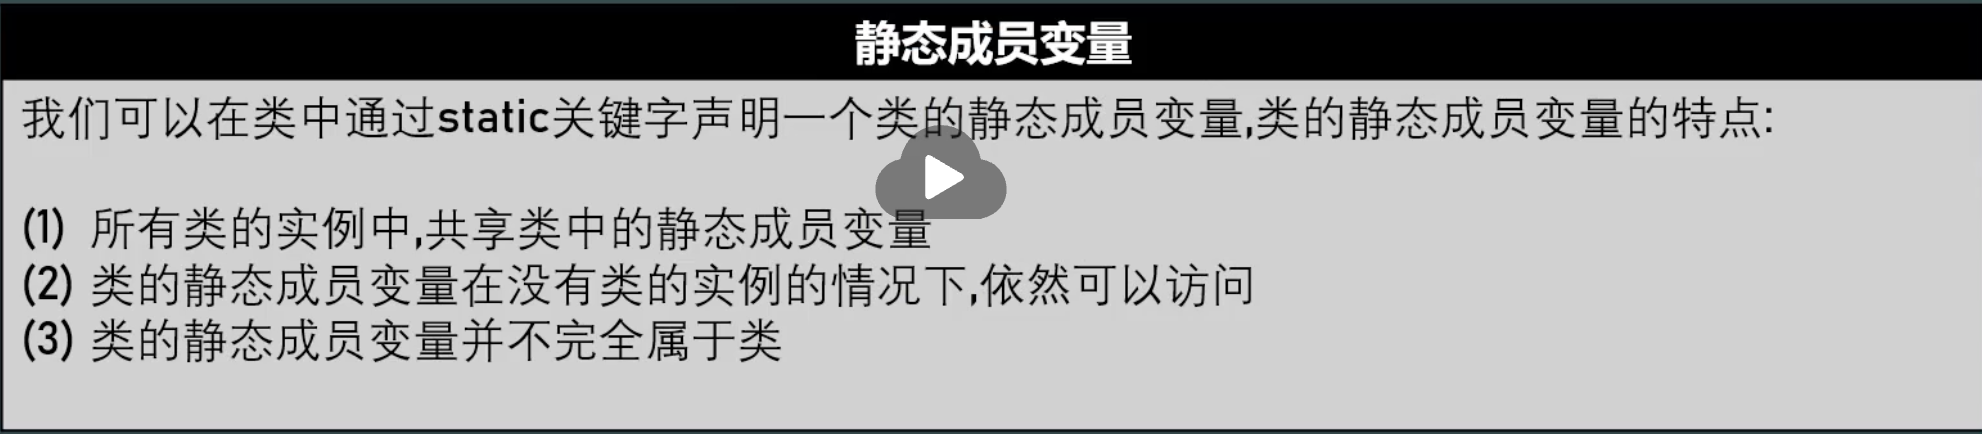 静态成员变量
我们可以在类中通过static关键字声明一个类的静态成员变量,类的静态成员变量的特点:
(1) 所有类的实例中,共享类中的静态成员变量
(2) 类的静态成员变量在没有类的实例的情况下,依然可以访问
(3) 类的静态成员变量并不完全属于类